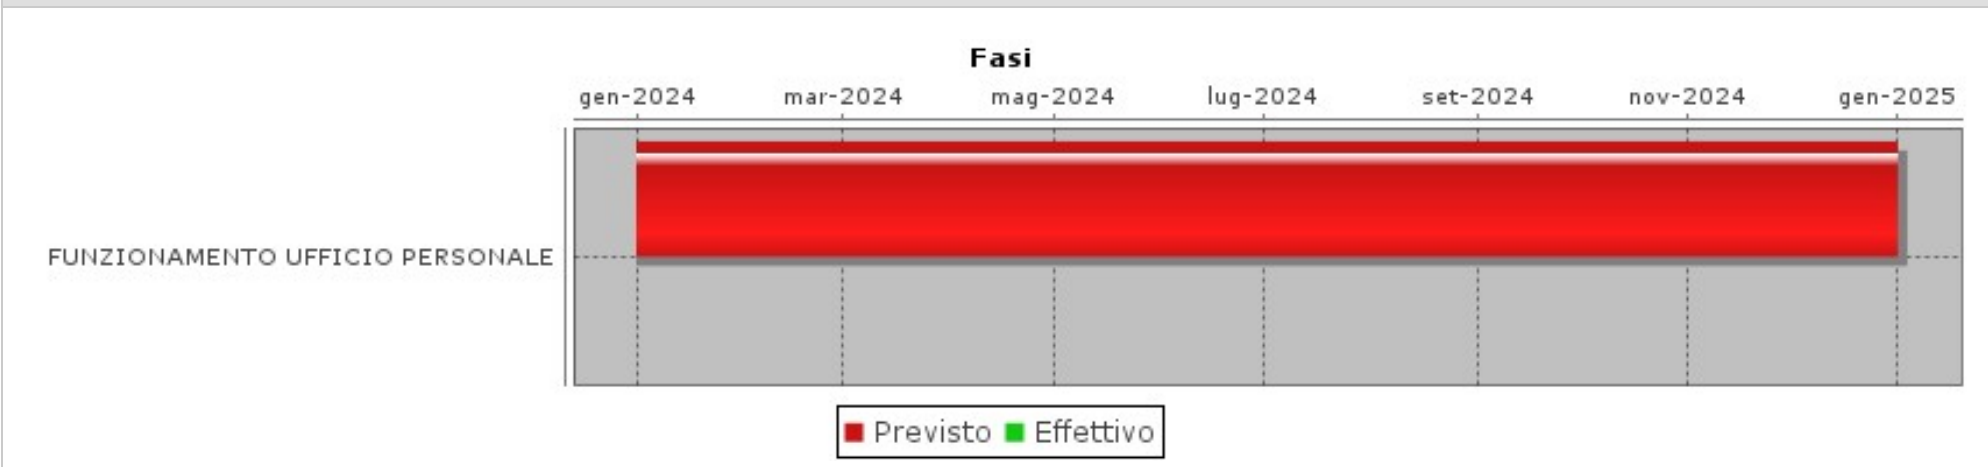 Fasi
gen-2024 mar-2024 mag-2024 lug-2024 set-2024 nov-2024 gen-2025
FUNZIONAMENTO UFFICIO PERSONALE
Previsto Effettivo